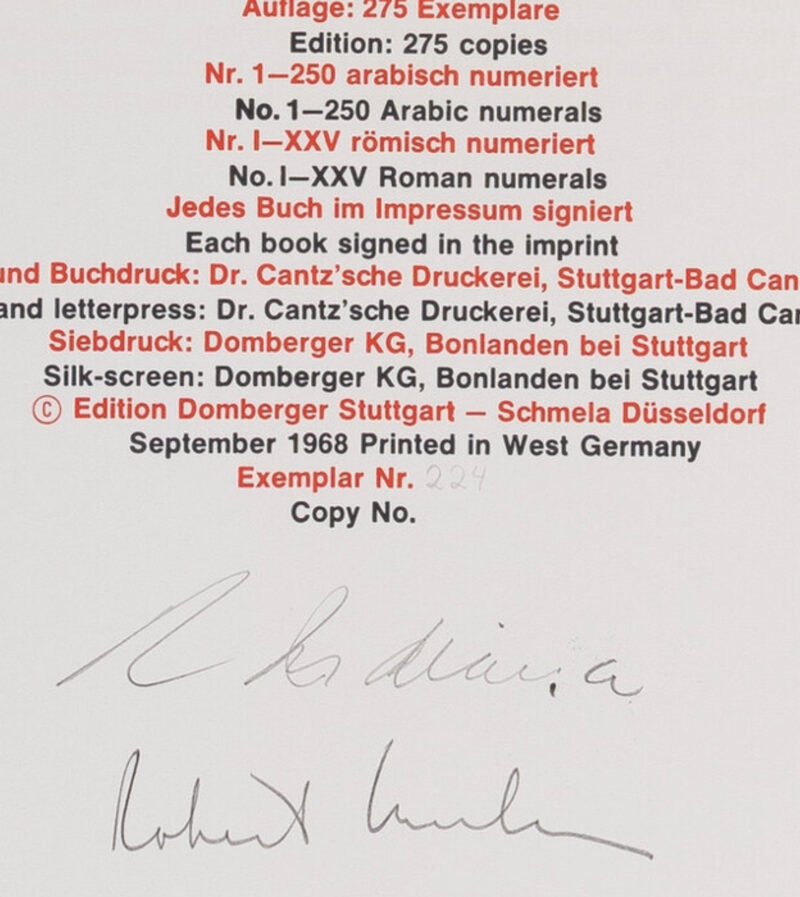 Auflage: 275 Exemplare
Edition: 275 copies
Nr. 1–250 arabisch numeriert
No. 1–250 Arabic numerals
Nr. I–XXV römisch numeriert
No. I–XXV Roman numerals
Jedes Buch im Impressum signiert
Each book signed in the imprint
und Buchdruck: Dr. Cantz'sche Druckerei, Stuttgart-Bad Can
and letterpress: Dr. Cantz'sche Druckerei, Stuttgart-Bad Can
Siebdruck: Domberger KG, Bonlanden bei Stuttgart
Silk-screen: Domberger KG, Bonlanden bei Stuttgart
© Edition Domberger Stuttgart – Schmela Düsseldorf
September 1968 Printed in West Germany
Exemplar Nr. 224
Copy No.
Robert